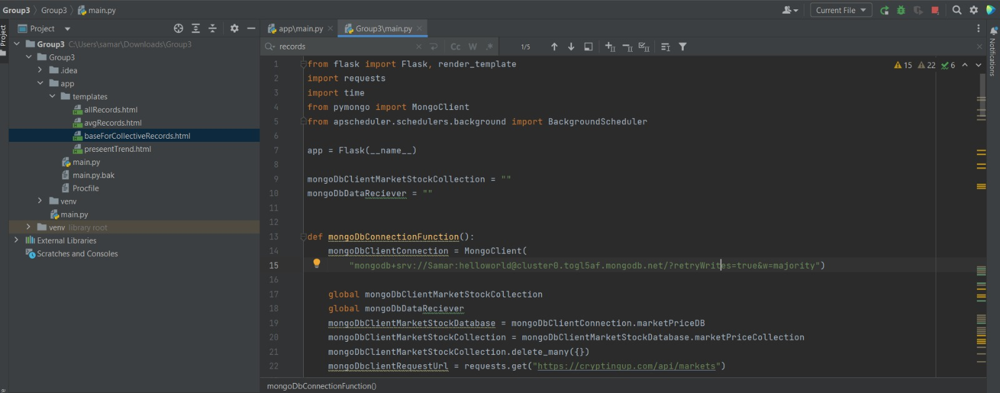 Group3 Group3 main.py
Current File
Project
Project
app\main.py
Group3\main.py
Notifications
Group3 C:\Users\samar\Downloads\Group3
Group3
.idea
app
templates
allRecords.html
avgRecords.html
baseForCollectiveRecords.html
preseentTrend.html
main.py
main.py.bak
Procfile
venv
main.py
venv library root
External Libraries
Scratches and Consoles
records
Cc W .* 1/5
15 22 6
1 from flask import Flask, render_template
2 import requests
3 import time
4 from pymongo import MongoClient
5 from apscheduler.schedulers.background import BackgroundScheduler
6
7 app = Flask(__name__)
8
9 mongoDbClientMarketStockCollection = ""
10 mongoDbDataReciever = ""
11
12
13 def mongoDbConnectionFunction():
14 mongoDbClientConnection = MongoClient(
15 "mongodb+srv://Samar:helloworld@cluster0.togl5af.mongodb.net/?retryWrites=true&w=majority")
16
17 global mongoDbClientMarketStockCollection
18 global mongoDbDataReciever
19 mongoDbClientMarketStockDatabase = mongoDbClientConnection.marketPriceDB
20 mongoDbClientMarketStockCollection = mongoDbClientMarketStockDatabase.marketPriceCollection
21 mongoDbClientMarketStockCollection.delete_many({})
22 mongoDbclientRequestUrl = requests.get("https://cryptingup.com/api/markets")
mongoDbConnectionFunction()